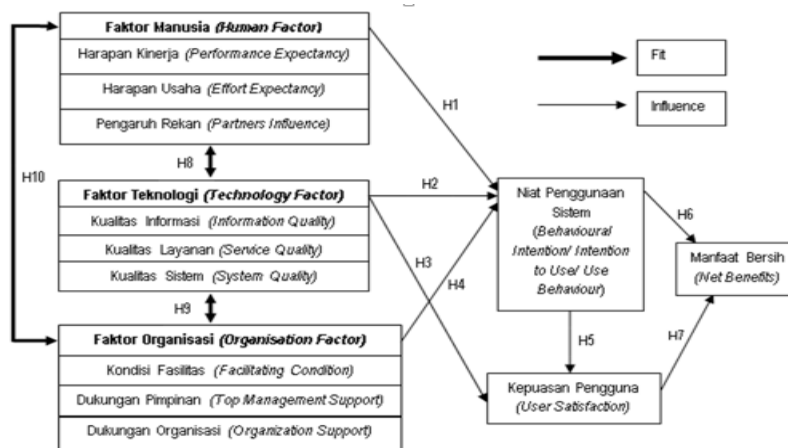 Faktor Manusia (Human Factor)
Harapan Kinerja (Performance Expectancy)
Harapan Usaha (Effort Expectancy)
Pengaruh Rekan (Partners Influence)
H8
H10
Faktor Teknologi (Technology Factor)
Kualitas Informasi (Information Quality)
Kualitas Layanan (Service Quality)
Kualitas Sistem (System Quality)
H9
Faktor Organisasi (Organisation Factor)
Kondisi Fasilitas (Facilitating Condition)
Dukungan Pimpinan (Top Management Support)
Dukungan Organisasi (Organization Support)
H1
H2
H3
H4
Niat Penggunaan
Sistem
(Behavioural
Intention/ Intention
to Use/ Use
Behaviour)
H5
Kepuasan Pengguna
(User Satisfaction)
H6
H7
Manfaat Bersih
(Net Benefits)
Fit
Influence